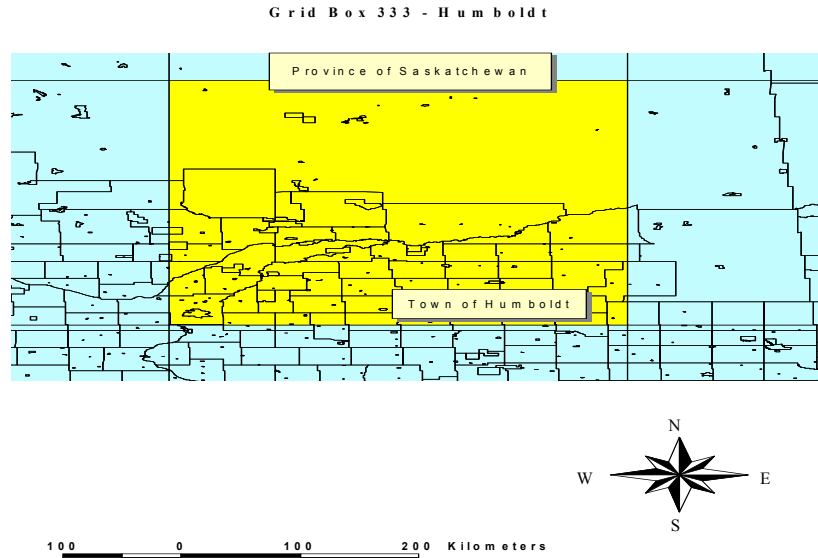 Grid Box 333 - Humboldt
Province of Saskatchewan
Town of Humboldt
N
W E
S
100 0 100 200 Kilometers